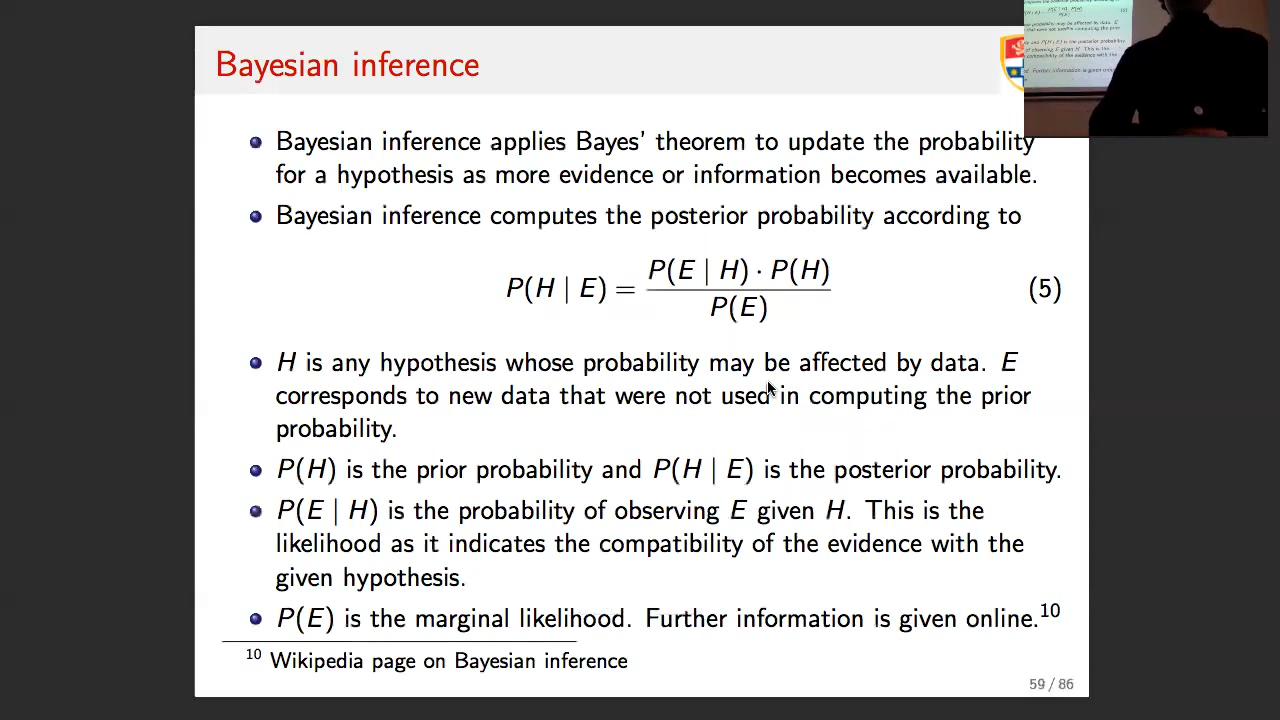 Bayesian inference
Bayesian inference applies Bayes' theorem to update the probability
for a hypothesis as more evidence or information becomes available.
Bayesian inference computes the posterior probability according to
P(H | E) = P(E | H) · P(H) / P(E) (5)
H is any hypothesis whose probability may be affected by data. E
corresponds to new data that were not used in computing the prior
probability.
P(H) is the prior probability and P(H | E) is the posterior probability.
P(E | H) is the probability of observing E given H. This is the
likelihood as it indicates the compatibility of the evidence with the
given hypothesis.
P(E) is the marginal likelihood. Further information is given online.10
10 Wikipedia page on Bayesian inference
59 / 86